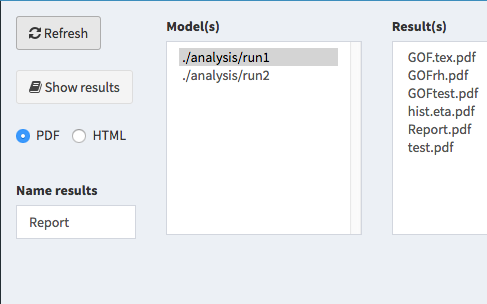 Refresh
Show results
PDF HTML
Name results
Report
Model(s)
./analysis/run1
./analysis/run2
Result(s)
GOF.tex.pdf
GOFrh.pdf
GOFtest.pdf
hist.eta.pdf
Report.pdf
test.pdf